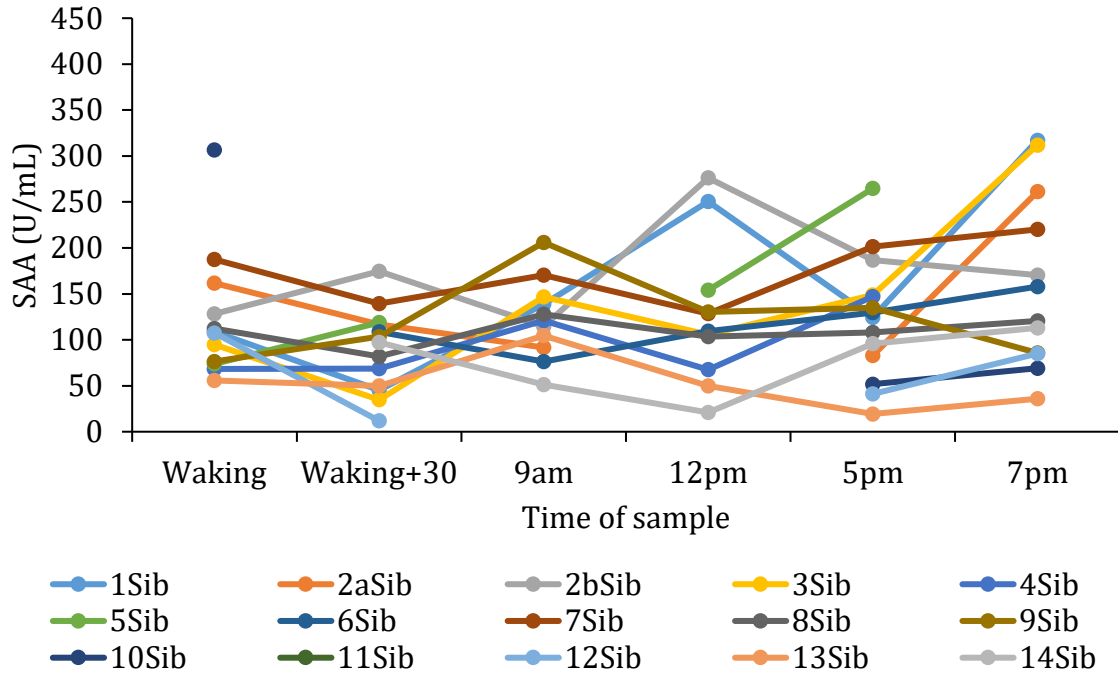 450
400
350
300
250
200
150
100
50
0
SAA (U/mL)
Waking Waking+30 9am 12pm 5pm 7pm
Time of sample
1Sib 2aSib 2bSib 3Sib 4Sib
5Sib 6Sib 7Sib 8Sib 9Sib
10Sib 11Sib 12Sib 13Sib 14Sib